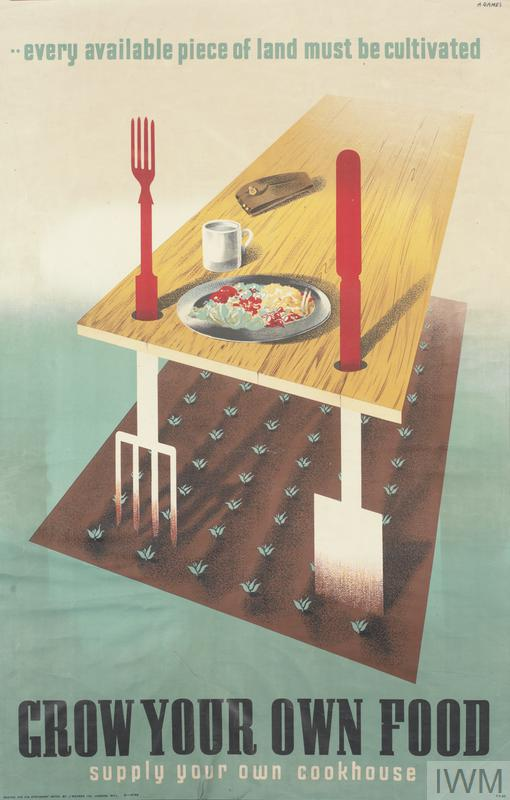 A. GAMES
··every available piece of land must be cultivated
GROW YOUR OWN FOOD
supply your own cookhouse
IWM